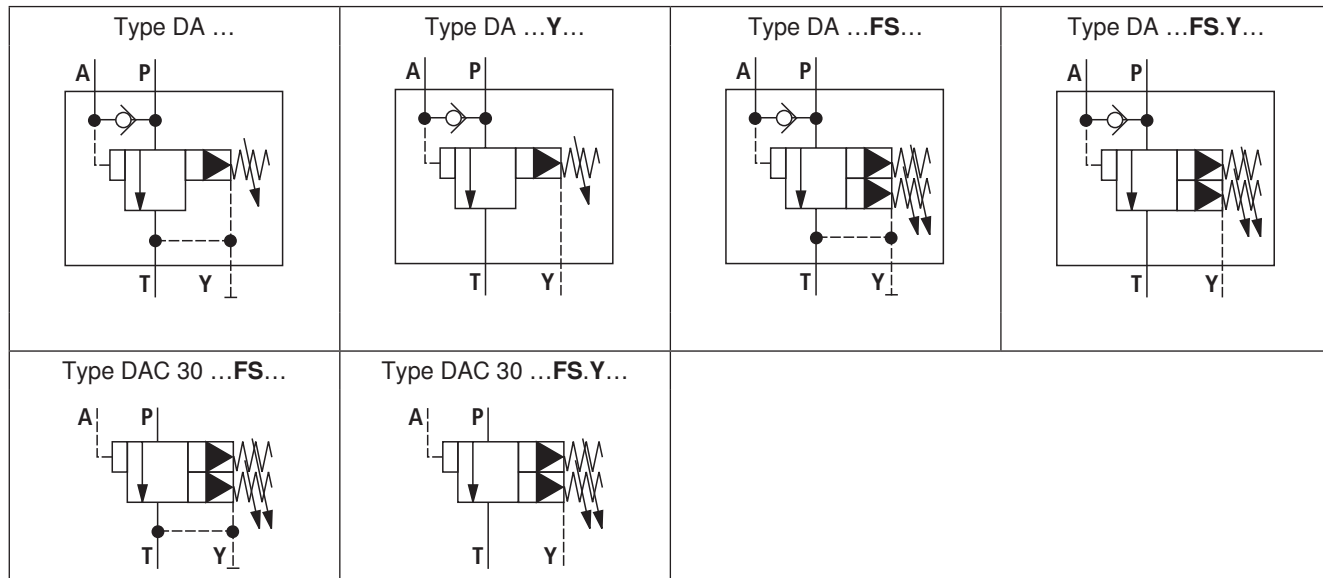 Type DA …
Type DA …Y…
Type DA …FS…
Type DA …FS.Y…
A P
A P
A P
A P
T Y
T Y
T Y
T Y
Type DAC 30 …FS…
Type DAC 30 …FS.Y…
A P
A P
T Y
T Y